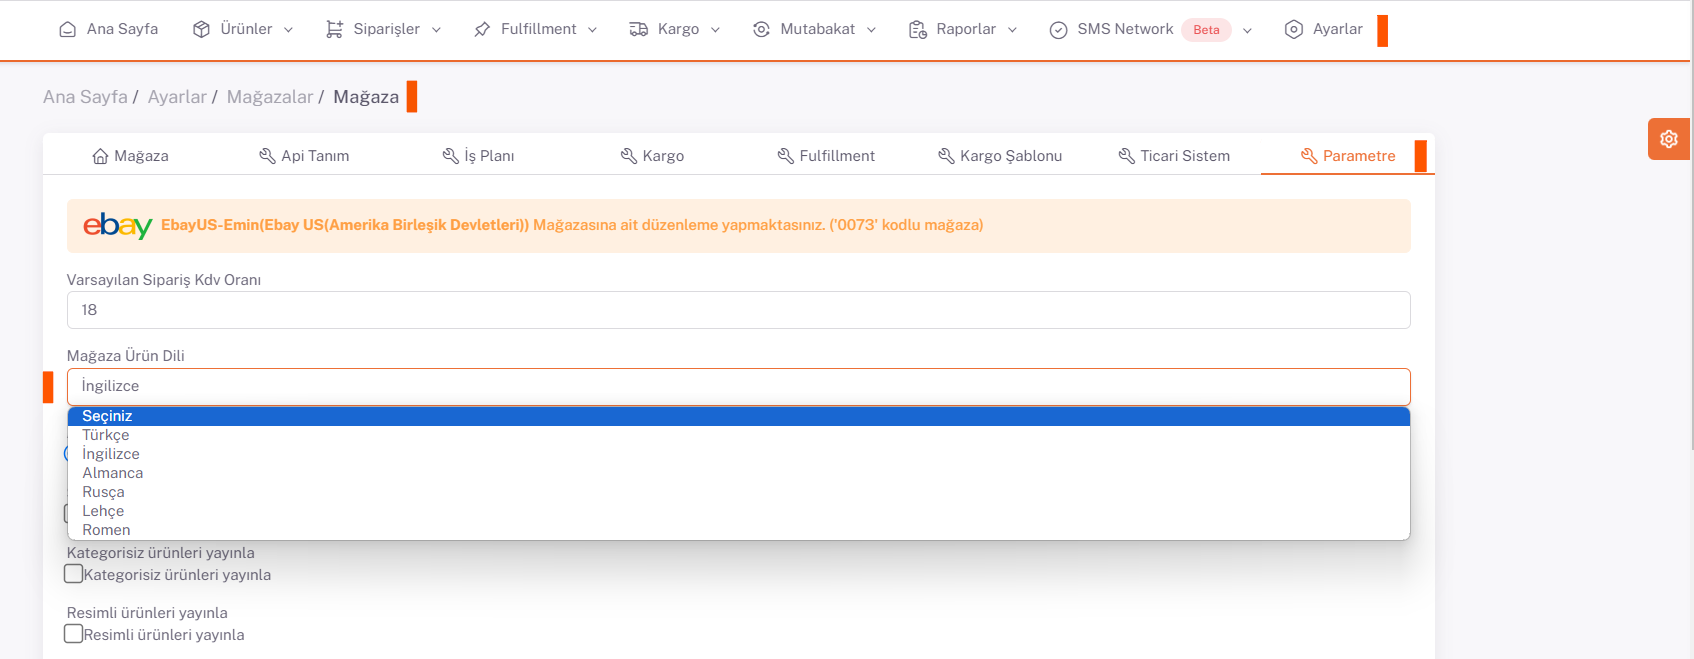 Ana Sayfa Ürünler Siparişler Fulfillment Kargo Mutabakat Raporlar SMS Network Beta Ayarlar
Ana Sayfa / Ayarlar / Mağazalar / Mağaza
Mağaza Api Tanım İş Planı Kargo Fulfillment Kargo Şablonu Ticari Sistem Parametre
ebay EbayUS-Emin(Ebay US(Amerika Birleşik Devletleri)) Mağazasına ait düzenleme yapmaktasınız. ('0073' kodlu mağaza)
Varsayılan Sipariş Kdv Oranı
18
Mağaza Ürün Dili
İngilizce
Seçiniz
Türkçe
İngilizce
Almanca
Rusça
Lehçe
Romen
Kategorisiz ürünleri yayınla
Kategorisiz ürünleri yayınla
Resimli ürünleri yayınla
Resimli ürünleri yayınla